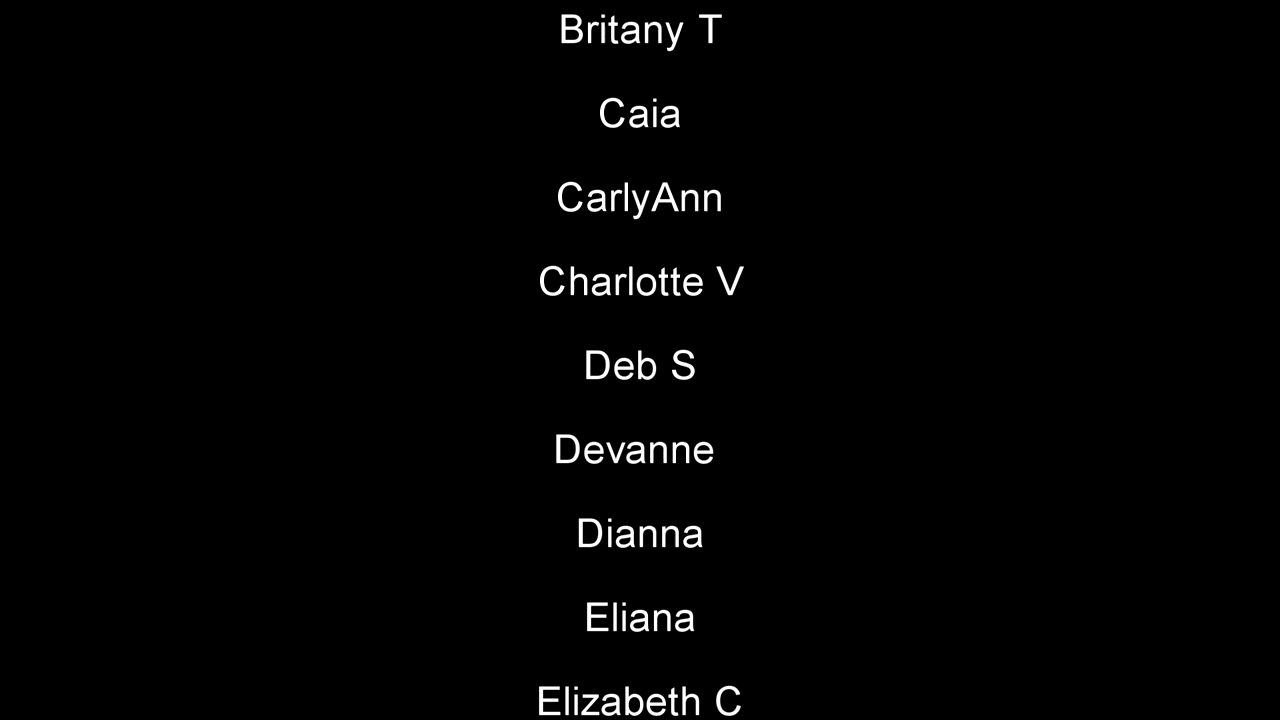 Britany T
Caia
CarlyAnn
Charlotte V
Deb S
Devanne
Dianna
Eliana
Elizabeth C